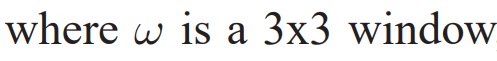 where ω is a 3x3 window